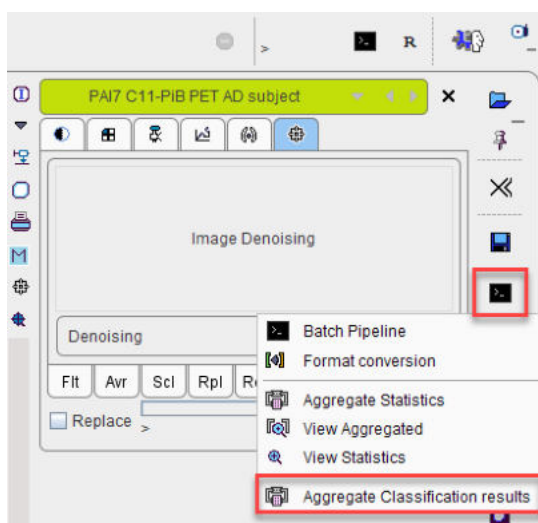 >_ R
PAI7 C11-PiB PET AD subject
Image Denoising
M
Denoising
Flt Avr Scl Rpl
Replace
>
>_
Batch Pipeline
Format conversion
Aggregate Statistics
View Aggregated
View Statistics
Aggregate Classification results